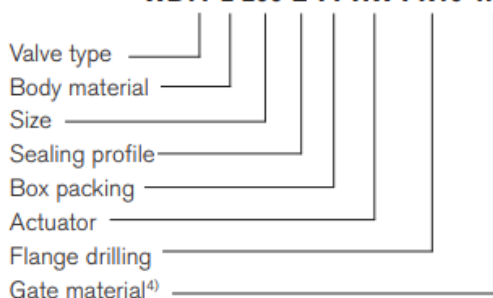 Valve type
Body material
Size
Sealing profile
Box packing
Actuator
Flange drilling
Gate material⁴⁾